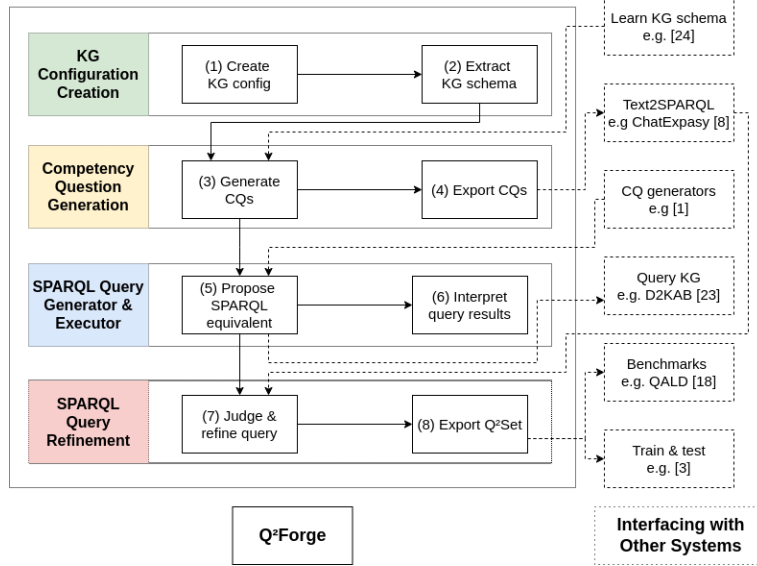 Learn KG schema
e.g. [24]
KG
Configuration
Creation
(1) Create
KG config
(2) Extract
KG schema
Text2SPARQL
e.g ChatExpasy [8]
Competency
Question
Generation
(3) Generate
CQs
(4) Export CQs
CQ generators
e.g [1]
SPARQL Query
Generator &
Executor
(5) Propose
SPARQL
equivalent
(6) Interpret
query results
Query KG
e.g. D2KAB [23]
Benchmarks
e.g. QALD [18]
SPARQL
Query
Refinement
(7) Judge &
refine query
(8) Export Q²Set
Train & test
e.g. [3]
Q²Forge
Interfacing with
Other Systems